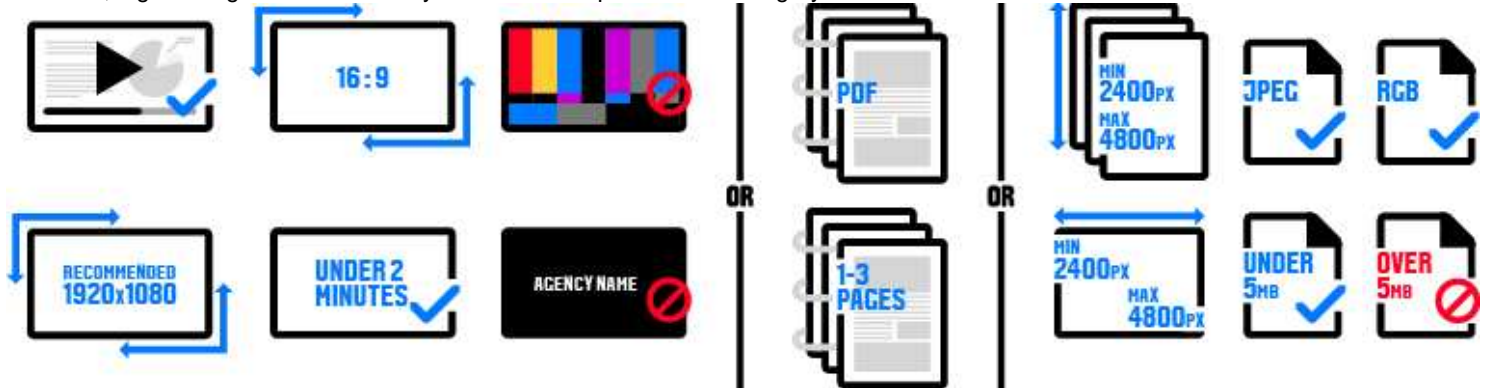 16:9
RECOMMENDED
1920x1080
UNDER 2
MINUTES
AGENCY NAME
OR
PDF
1-3
PAGES
OR
MIN
2400PX
MAX
4800PX
JPEG
RGB
MIN
2400PX
MAX
4800PX
UNDER
5MB
OVER
5MB